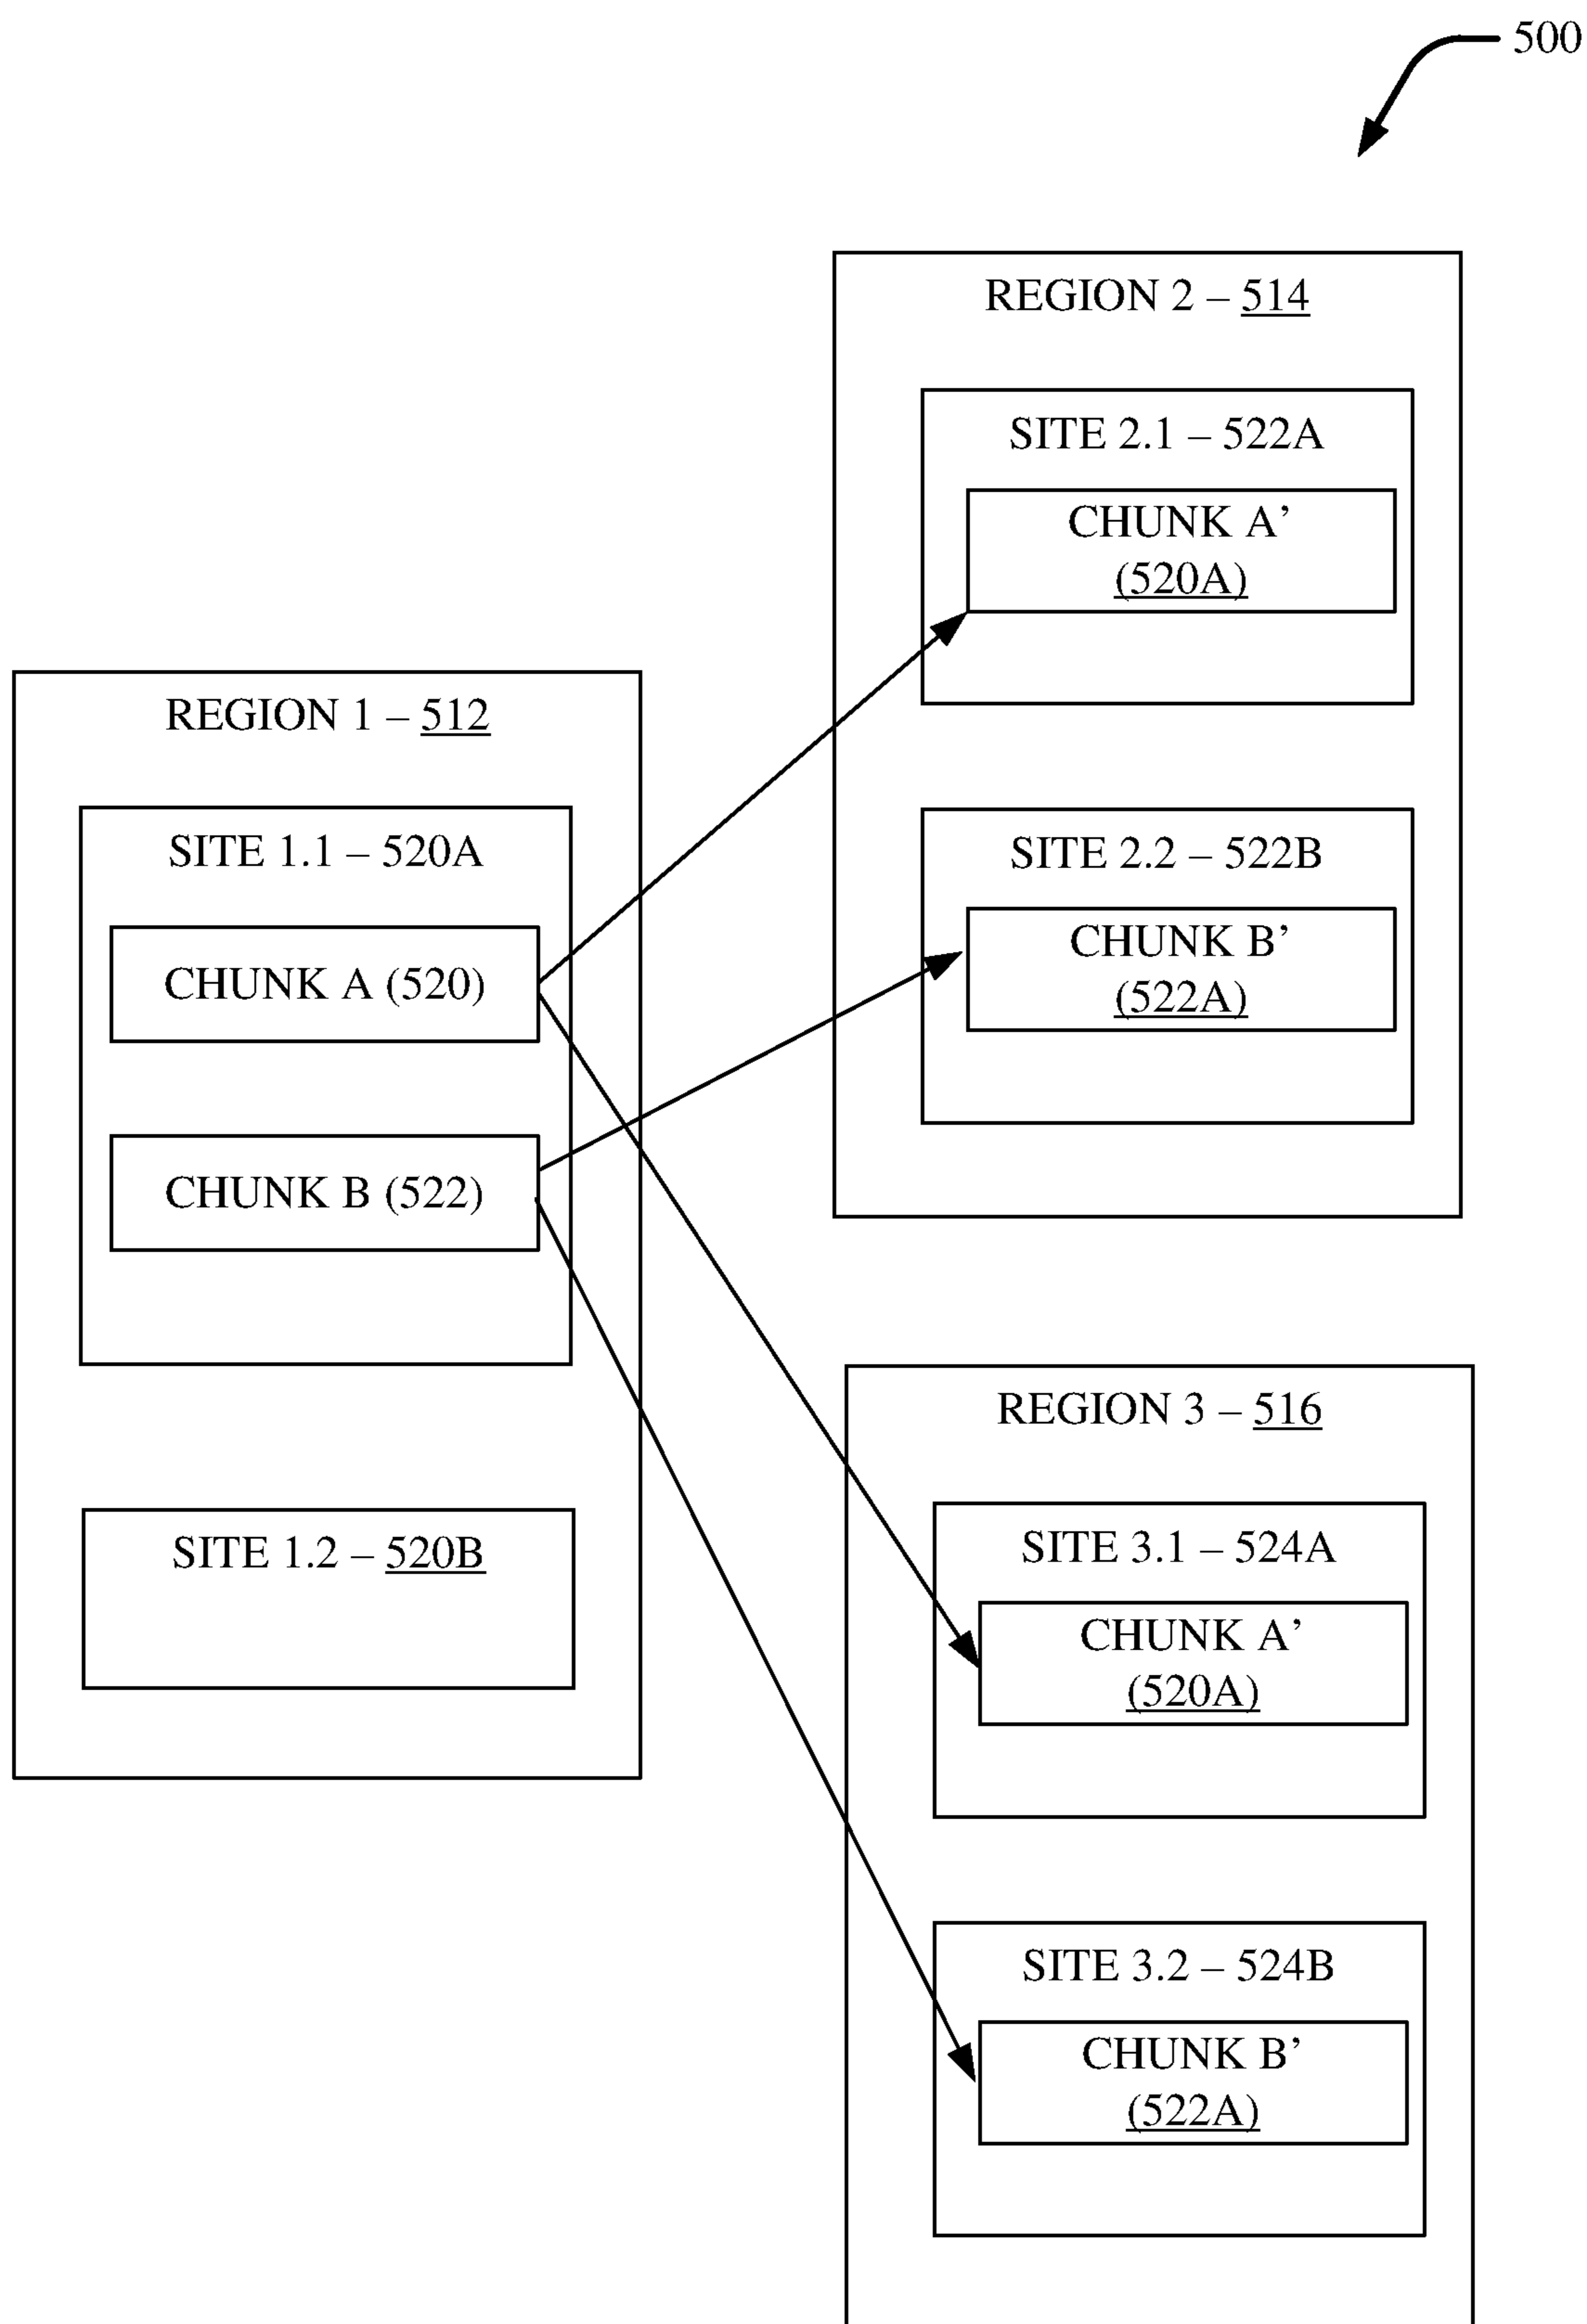 500
REGION 2 – 514
SITE 2.1 – 522A
CHUNK A’
(520A)
REGION 1 – 512
SITE 1.1 – 520A
CHUNK A (520)
CHUNK B (522)
SITE 1.2 – 520B
SITE 2.2 – 522B
CHUNK B’
(522A)
REGION 3 – 516
SITE 3.1 – 524A
CHUNK A’
(520A)
SITE 3.2 – 524B
CHUNK B’
(522A)